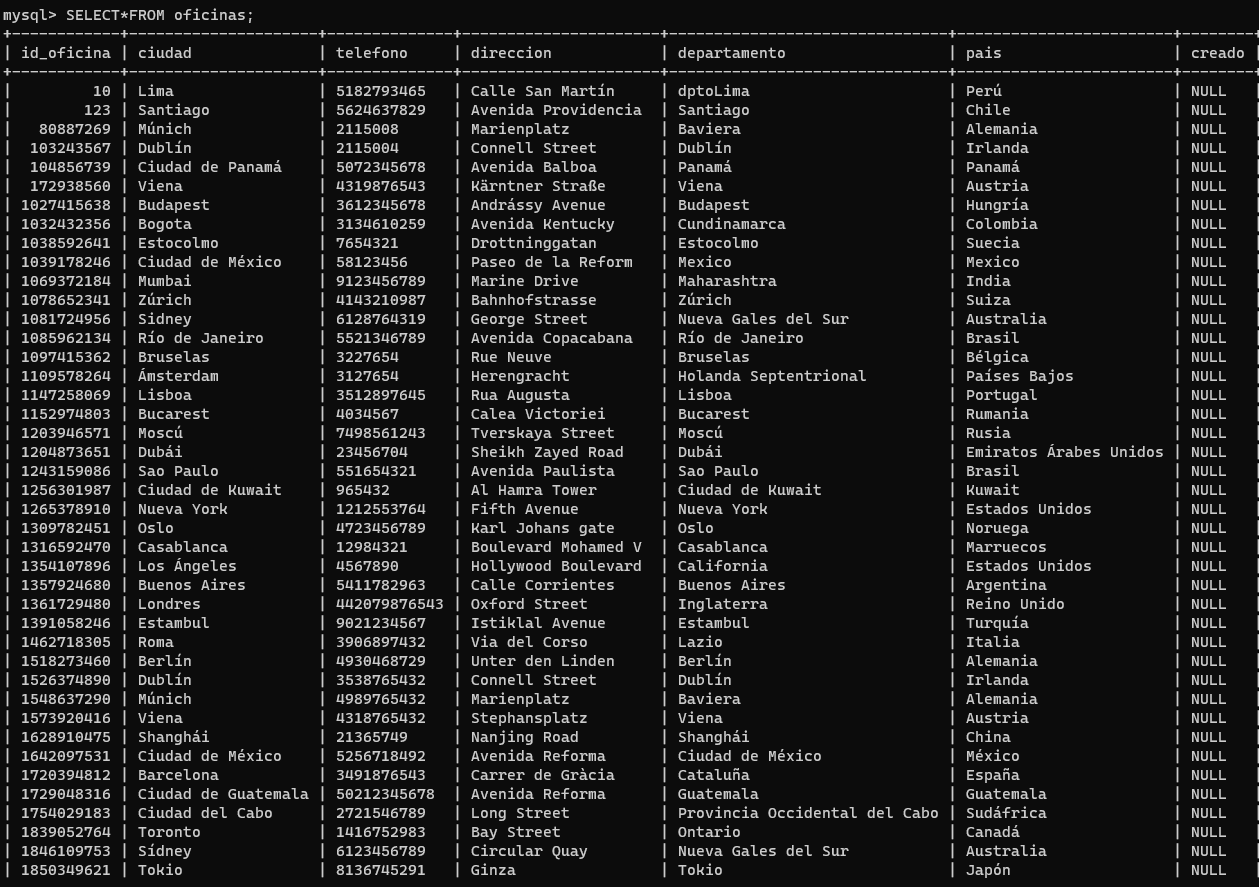 mysql> SELECT*FROM oficinas;
+------------+---------------------+--------------+----------------------+-------------------------------+------------------------+--------
| id_oficina | ciudad | telefono | direccion | departamento | pais | creado
+------------+---------------------+--------------+----------------------+-------------------------------+------------------------+--------
| 10 | Lima | 5182793465 | Calle San Martín | dptoLima | Perú | NULL |
| 123 | Santiago | 5624637829 | Avenida Providencia | Santiago | Chile | NULL |
| 80887269 | Múnich | 2115008 | Marienplatz | Baviera | Alemania | NULL |
| 103243567 | Dublín | 2115004 | Connell Street | Dublín | Irlanda | NULL |
| 104856739 | Ciudad de Panamá | 5072345678 | Avenida Balboa | Panamá | Panamá | NULL |
| 172938560 | Viena | 4319876543 | Kärntner Straße | Viena | Austria | NULL |
| 1027415638 | Budapest | 3612345678 | Andrássy Avenue | Budapest | Hungría | NULL |
| 1032432356 | Bogota | 3134610259 | Avenida Kentucky | Cundinamarca | Colombia | NULL |
| 1038592641 | Estocolmo | 7654321 | Drottninggatan | Estocolmo | Suecia | NULL |
| 1039178246 | Ciudad de México | 58123456 | Paseo de la Reform | Mexico | Mexico | NULL |
| 1069372184 | Mumbai | 9123456789 | Marine Drive | Maharashtra | India | NULL |
| 1078652341 | Zúrich | 4143210987 | Bahnhofstrasse | Zúrich | Suiza | NULL |
| 1081724956 | Sidney | 6128764319 | George Street | Nueva Gales del Sur | Australia | NULL |
| 1085962134 | Río de Janeiro | 5521346789 | Avenida Copacabana | Río de Janeiro | Brasil | NULL |
| 1097415362 | Bruselas | 3227654 | Rue Neuve | Bruselas | Bélgica | NULL |
| 1109578264 | Ámsterdam | 3127654 | Herengracht | Holanda Septentrional | Países Bajos | NULL |
| 1147258069 | Lisboa | 3512897645 | Rua Augusta | Lisboa | Portugal | NULL |
| 1152974803 | Bucarest | 4034567 | Calea Victoriei | Bucarest | Rumania | NULL |
| 1203946571 | Moscú | 7498561243 | Tverskaya Street | Moscú | Rusia | NULL |
| 1204873651 | Dubái | 23456704 | Sheikh Zayed Road | Dubái | Emiratos Árabes Unidos | NULL |
| 1243159086 | Sao Paulo | 551654321 | Avenida Paulista | Sao Paulo | Brasil | NULL |
| 1256301987 | Ciudad de Kuwait | 965432 | Al Hamra Tower | Ciudad de Kuwait | Kuwait | NULL |
| 1265378910 | Nueva York | 1212553764 | Fifth Avenue | Nueva York | Estados Unidos | NULL |
| 1309782451 | Oslo | 4723456789 | Karl Johans gate | Oslo | Noruega | NULL |
| 1316592470 | Casablanca | 12984321 | Boulevard Mohamed V | Casablanca | Marruecos | NULL |
| 1354107896 | Los Ángeles | 4567890 | Hollywood Boulevard | California | Estados Unidos | NULL |
| 1357924680 | Buenos Aires | 5411782963 | Calle Corrientes | Buenos Aires | Argentina | NULL |
| 1361729480 | Londres | 442079876543 | Oxford Street | Inglaterra | Reino Unido | NULL |
| 1391058246 | Estambul | 9021234567 | Istiklal Avenue | Estambul | Turquía | NULL |
| 1462718305 | Roma | 3906897432 | Via del Corso | Lazio | Italia | NULL |
| 1518273460 | Berlín | 4930468729 | Unter den Linden | Berlín | Alemania | NULL |
| 1526374890 | Dublín | 3538765432 | Connell Street | Dublín | Irlanda | NULL |
| 1548637290 | Múnich | 4989765432 | Marienplatz | Baviera | Alemania | NULL |
| 1573920416 | Viena | 4318765432 | Stephansplatz | Viena | Austria | NULL |
| 1628910475 | Shanghái | 21365749 | Nanjing Road | Shanghái | China | NULL |
| 1642097531 | Ciudad de México | 5256718492 | Avenida Reforma | Ciudad de México | México | NULL |
| 1720394812 | Barcelona | 3491876543 | Carrer de Gràcia | Cataluña | España | NULL |
| 1729048316 | Ciudad de Guatemala | 50212345678 | Avenida Reforma | Guatemala | Guatemala | NULL |
| 1754029183 | Ciudad del Cabo | 2721546789 | Long Street | Provincia Occidental del Cabo | Sudáfrica | NULL |
| 1839052764 | Toronto | 1416752983 | Bay Street | Ontario | Canadá | NULL |
| 1846109753 | Sídney | 6123456789 | Circular Quay | Nueva Gales del Sur | Australia | NULL |
| 1850349621 | Tokio | 8136745291 | Ginza | Tokio | Japón | NULL |